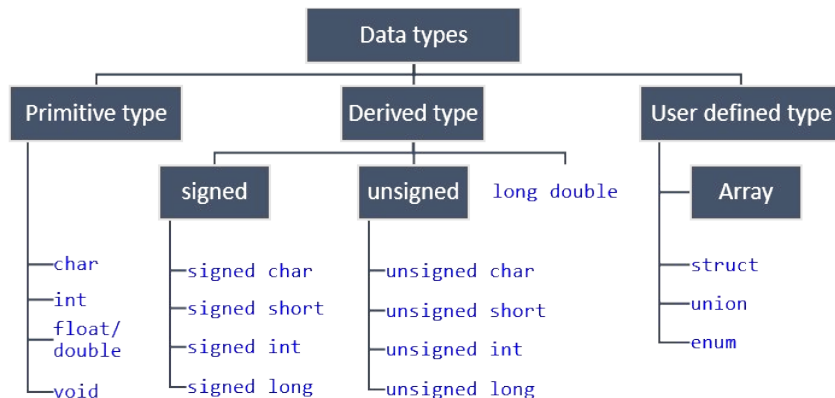 Data types
Primitive type
Derived type
User defined type
signed
unsigned
long double
Array
char
int
float/
double
void
signed char
signed short
signed int
signed long
unsigned char
unsigned short
unsigned int
unsigned long
struct
union
enum